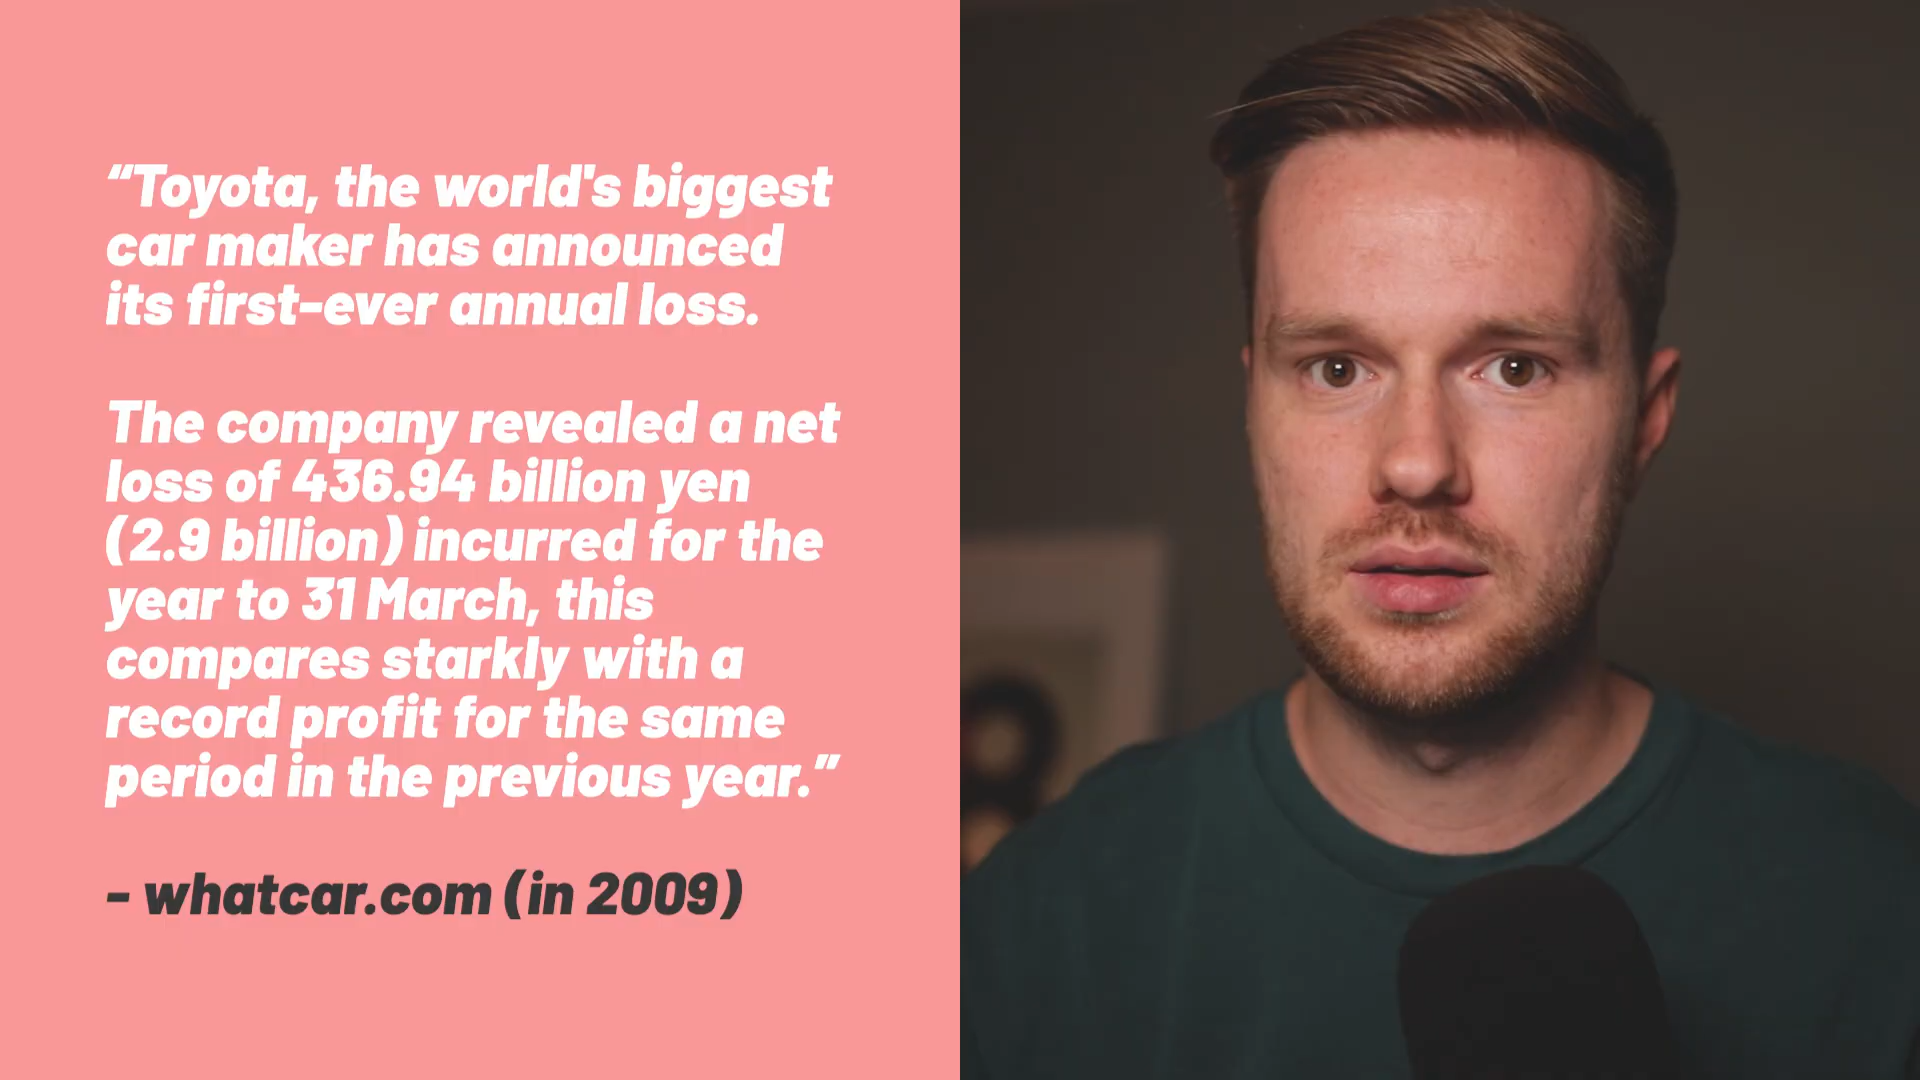 “Toyota, the world's biggest
car maker has announced
its first-ever annual loss.
The company revealed a net
loss of 436.94 billion yen
(2.9 billion) incurred for the
year to 31 March, this
compares starkly with a
record profit for the same
period in the previous year.”
- whatcar.com (in 2009)